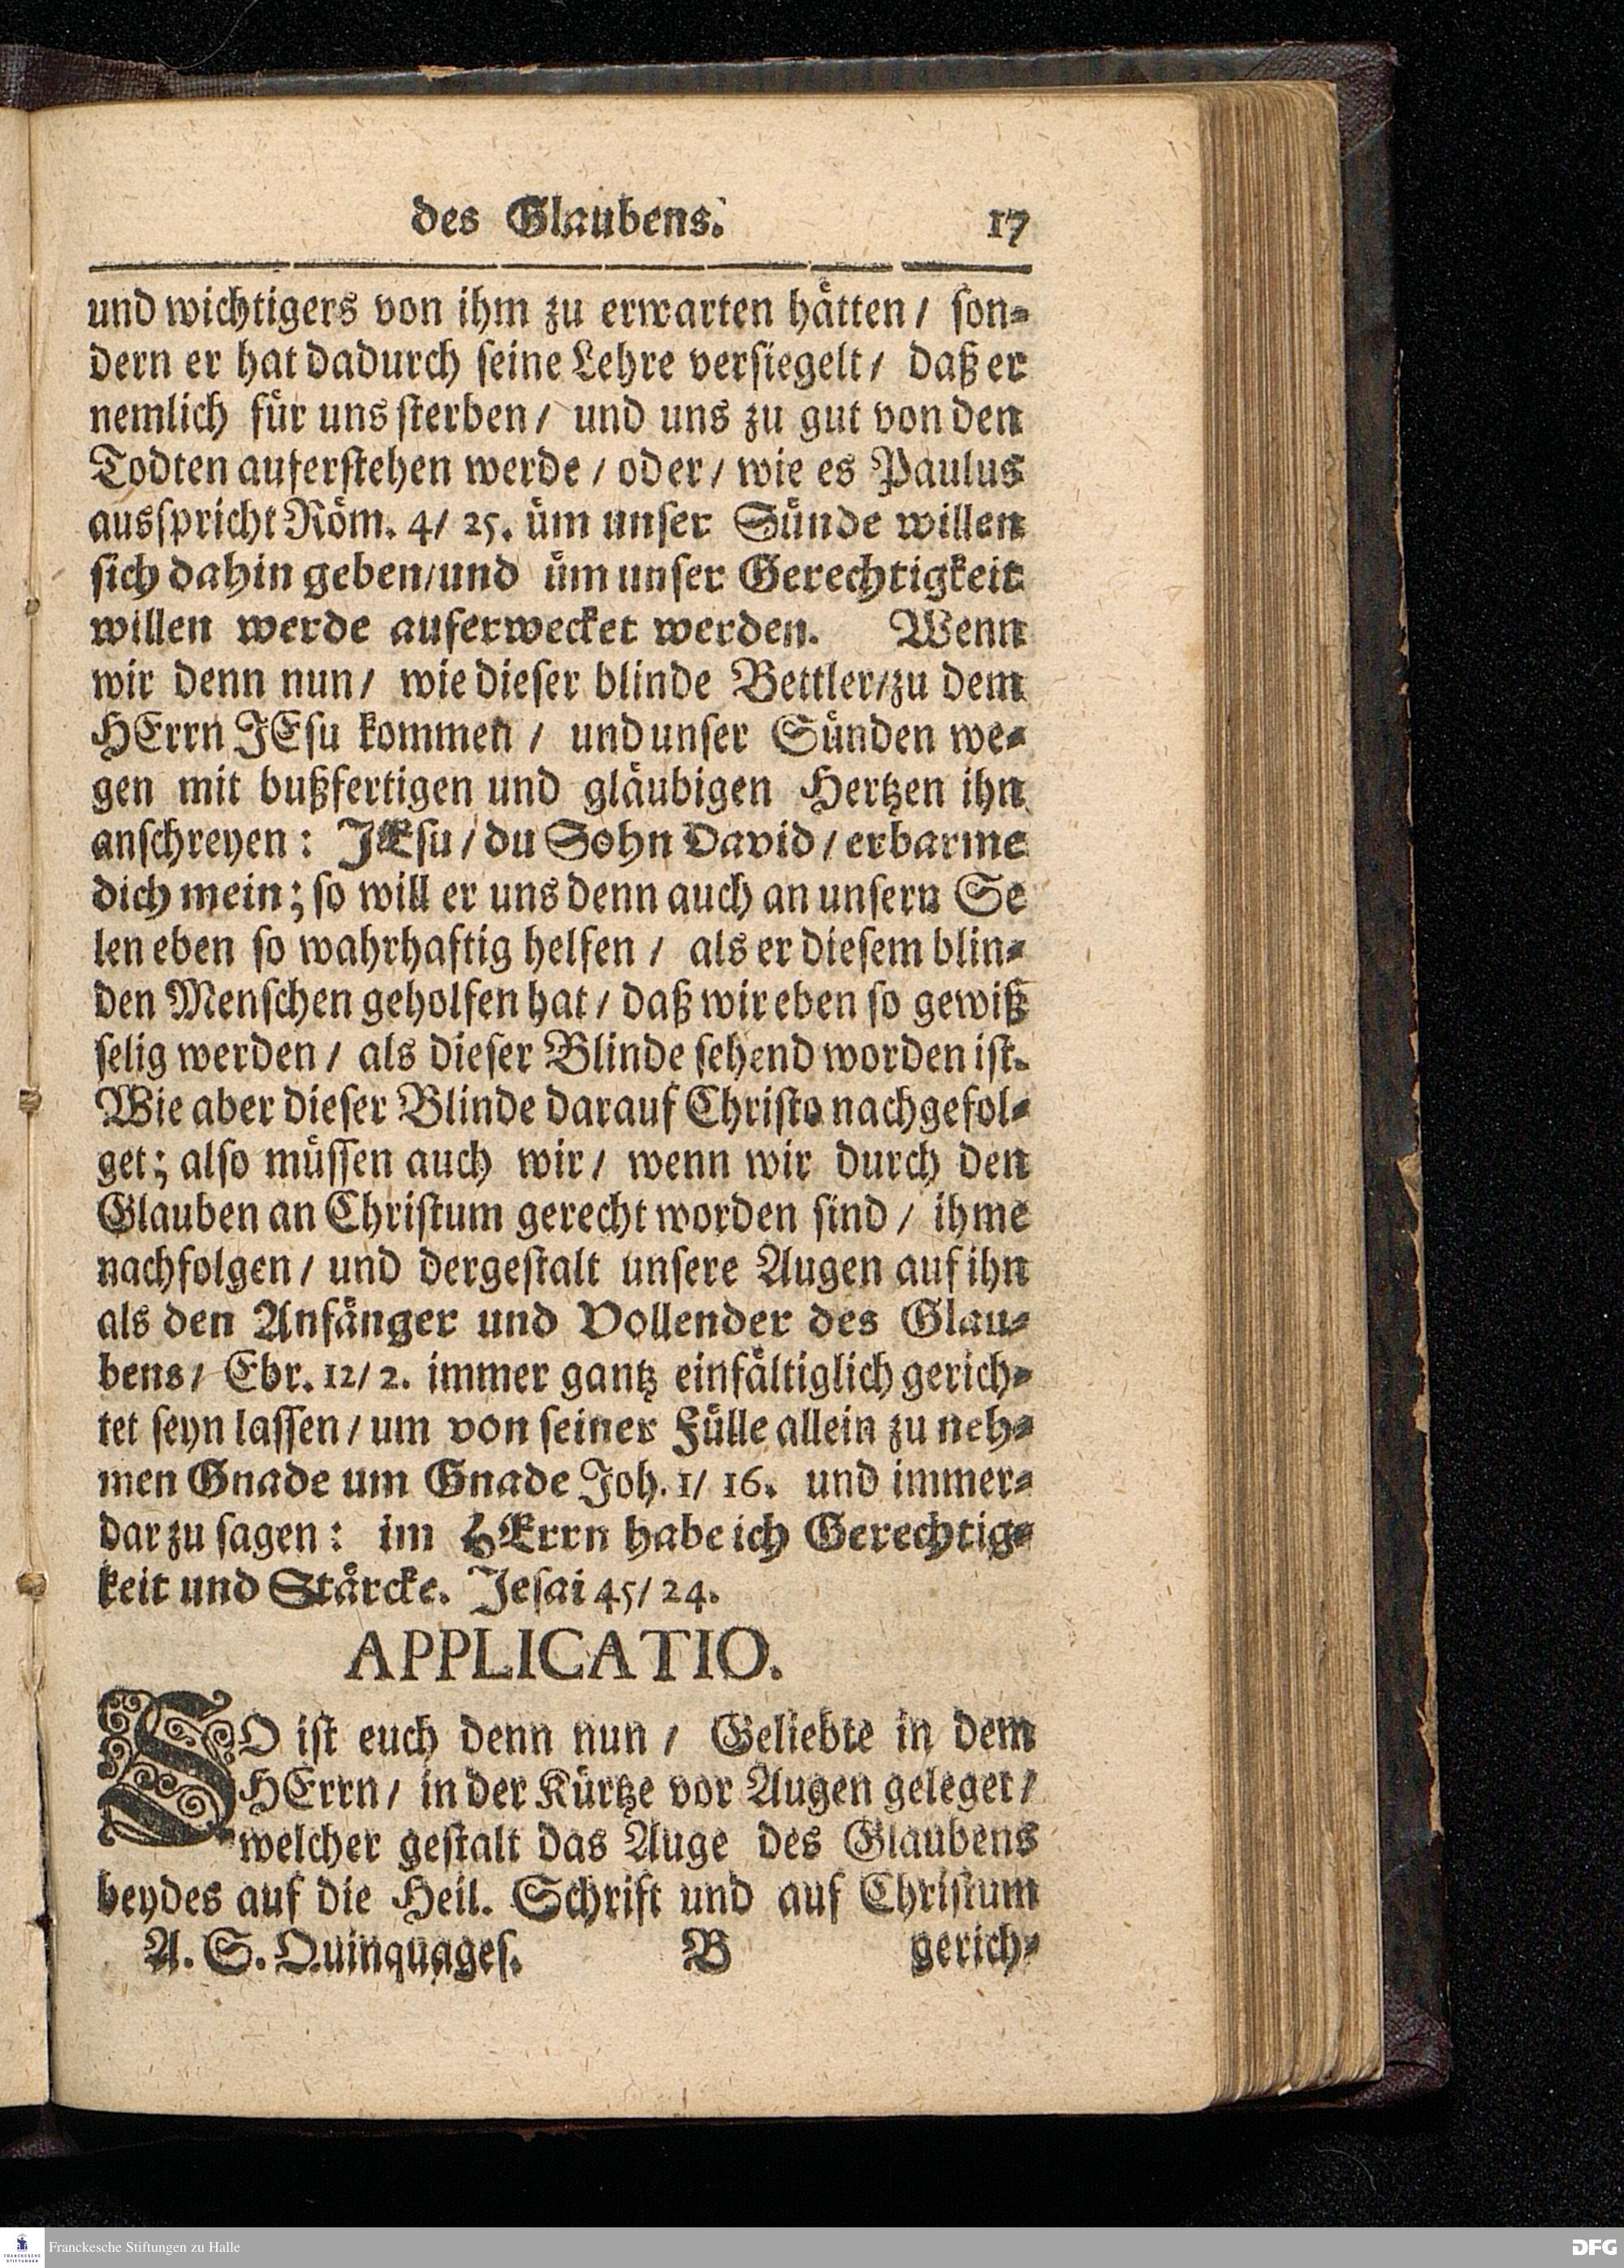 des Glaubens. 17
und wichtigers von ihm zu erwarten hätten / son-
dern er hat dadurch seine Lehre versiegelt / daß er
nemlich für uns sterben / und uns zu gut von den
Todten auferstehen werde / oder / wie es Paulus
ausspricht Röm. 4/ 25. üm unser Sünde willen
sich dahin geben/und üm unser Gerechtigkeit
willen werde auferwecket werden. Wenn
wir denn nun / wie dieser blinde Bettler/zu dem
HErrn JEsu kommen / und unser Sünden we-
gen mit bußfertigen und gläubigen Hertzen ihn
anschreyen: JEsu / du Sohn David / erbarme
dich mein; so will er uns denn auch an unsern Se
len eben so wahrhaftig helfen / als er diesem blin-
den Menschen geholfen hat / daß wir eben so gewiß
selig werden / als dieser Blinde sehend worden ist.
Wie aber dieser Blinde darauf Christo nachgefol-
get; also müssen auch wir / wenn wir durch den
Glauben an Christum gerecht worden sind / ihme
nachfolgen / und dergestalt unsere Augen auf ihn
als den Anfänger und Vollender des Glau-
bens / Ebr. 12/ 2. immer gantz einfältiglich gerich-
tet seyn lassen / um von seiner Fülle allein zu neh-
men Gnade um Gnade Joh. 1/ 16. und immer-
dar zu sagen: im HErrn habe ich Gerechtig-
keit und Stärcke. Jesai 45/ 24.
APPLICATIO.
SO ist euch denn nun / Geliebte in dem
HErrn / in der Kürtze vor Augen geleget /
welcher gestalt das Auge des Glaubens
beydes auf die Heil. Schrift und auf Christum
A. S. Quinquages. B gerich-
FRANCKESCHE STIFTUNGEN
Franckesche Stiftungen zu Halle
DFG